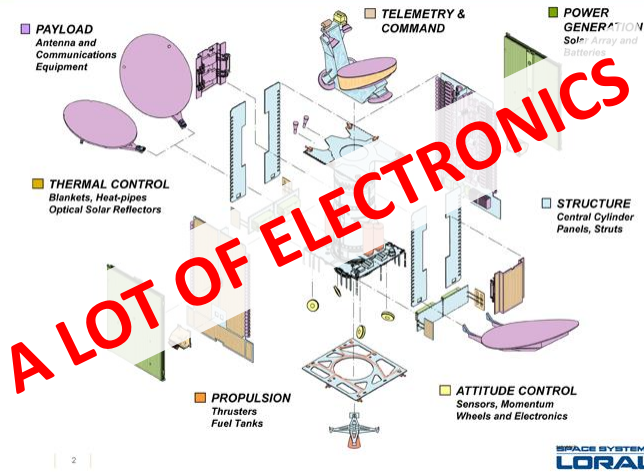 PAYLOAD
Antenna and
Communications
Equipment
TELEMETRY &
COMMAND
POWER
GENERATION
Solar Array and
Batteries
THERMAL CONTROL
Blankets, Heat-pipes
Optical Solar Reflectors
A LOT OF ELECTRONICS
STRUCTURE
Central Cylinder
Panels, Struts
PROPULSION
Thrusters
Fuel Tanks
ATTITUDE CONTROL
Sensors, Momentum
Wheels and Electronics
2
SPACE SYSTEM
LORAL